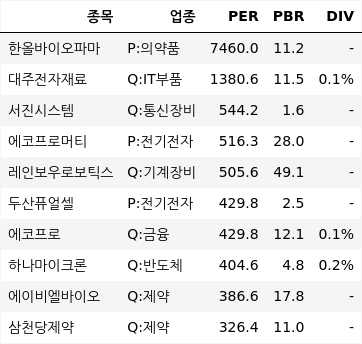 종목 업종 PER PBR DIV
한올바이오파마 P:의약품 7460.0 11.2 -
대주전자재료 Q:IT부품 1380.6 11.5 0.1%
서진시스템 Q:통신장비 544.2 1.6 -
에코프로머티 P:전기전자 516.3 28.0 -
레인보우로보틱스 Q:기계장비 505.6 49.1 -
두산퓨얼셀 P:전기전자 429.8 2.5 -
에코프로 Q:금융 429.8 12.1 0.1%
하나마이크론 Q:반도체 404.6 4.8 0.2%
에이비엘바이오 Q:제약 386.6 17.8 -
삼천당제약 Q:제약 326.4 11.0 -